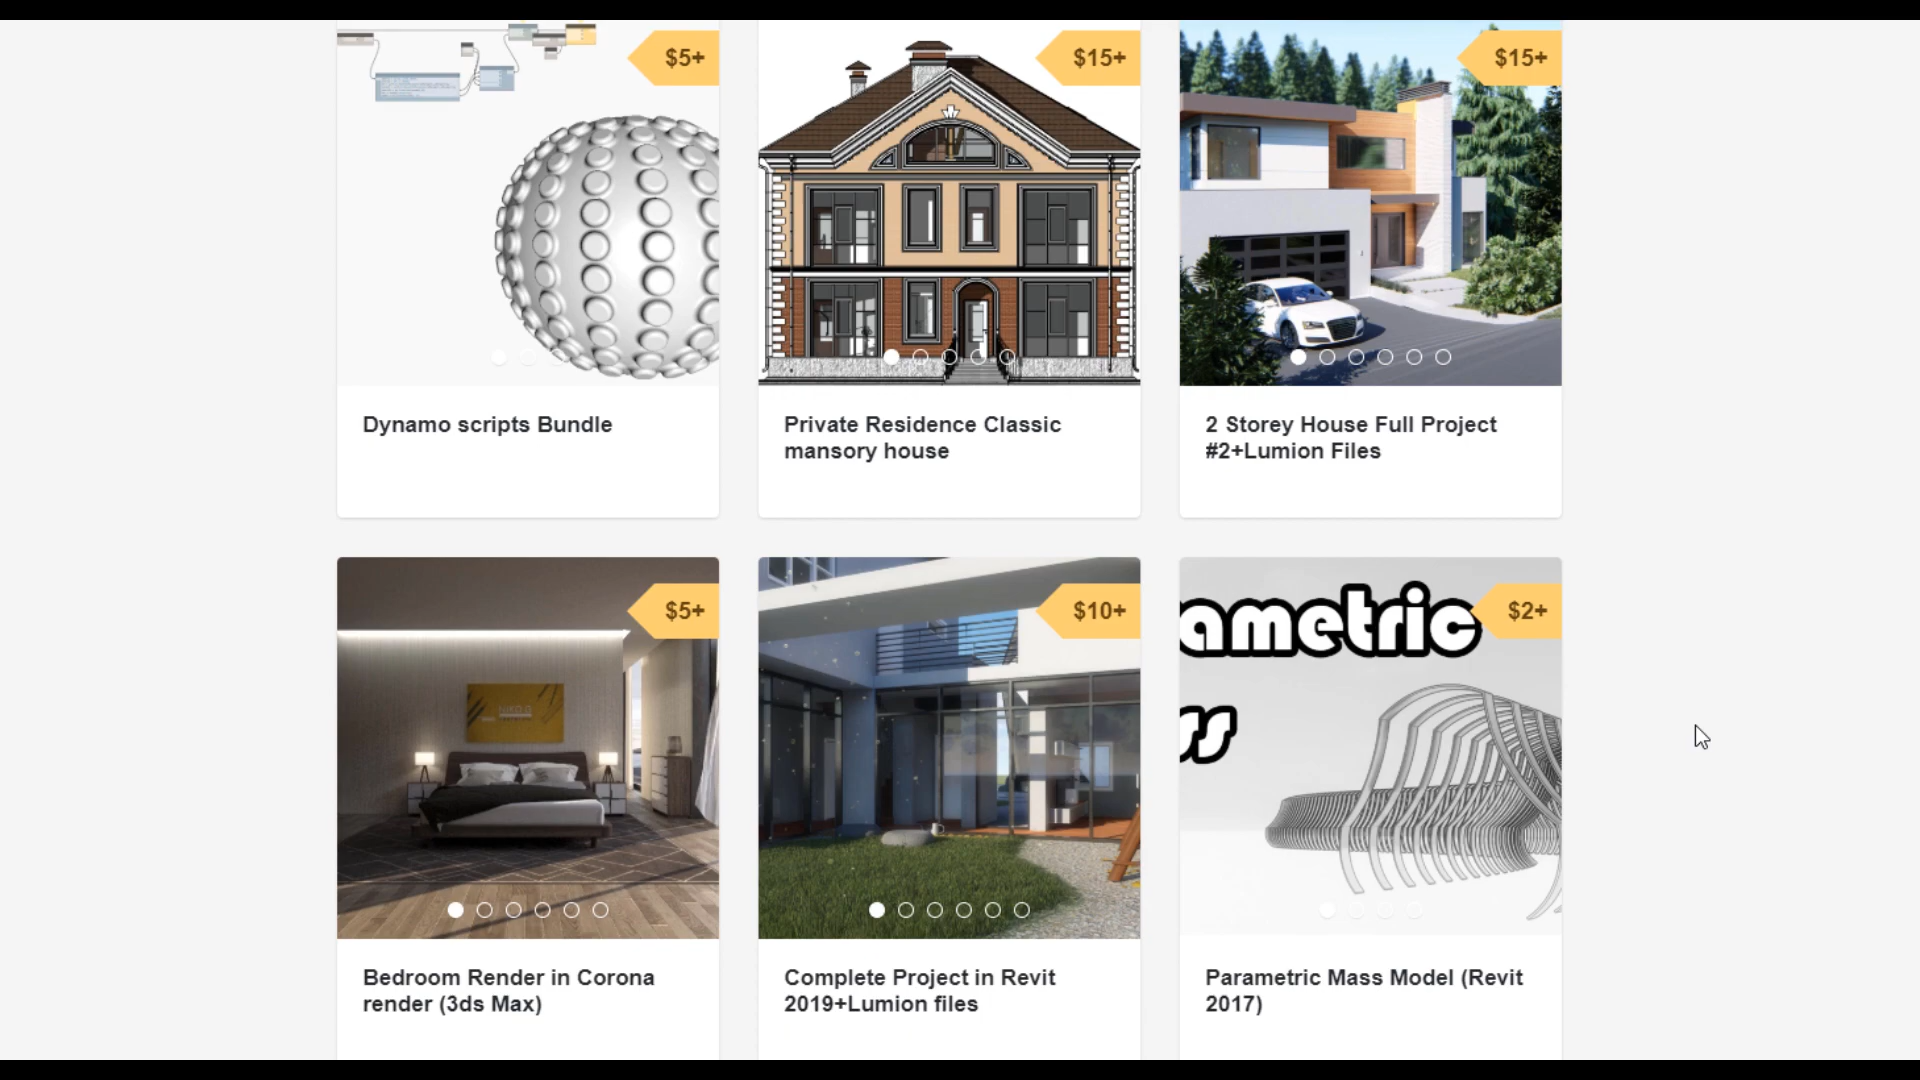 $5+
$15+
$15+
Dynamo scripts Bundle
Private Residence Classic
mansory house
2 Storey House Full Project
#2+Lumion Files
$5+
$10+
ametric
$2+
ss
NIKO G
Bedroom Render in Corona
render (3ds Max)
Complete Project in Revit
2019+Lumion files
Parametric Mass Model (Revit
2017)